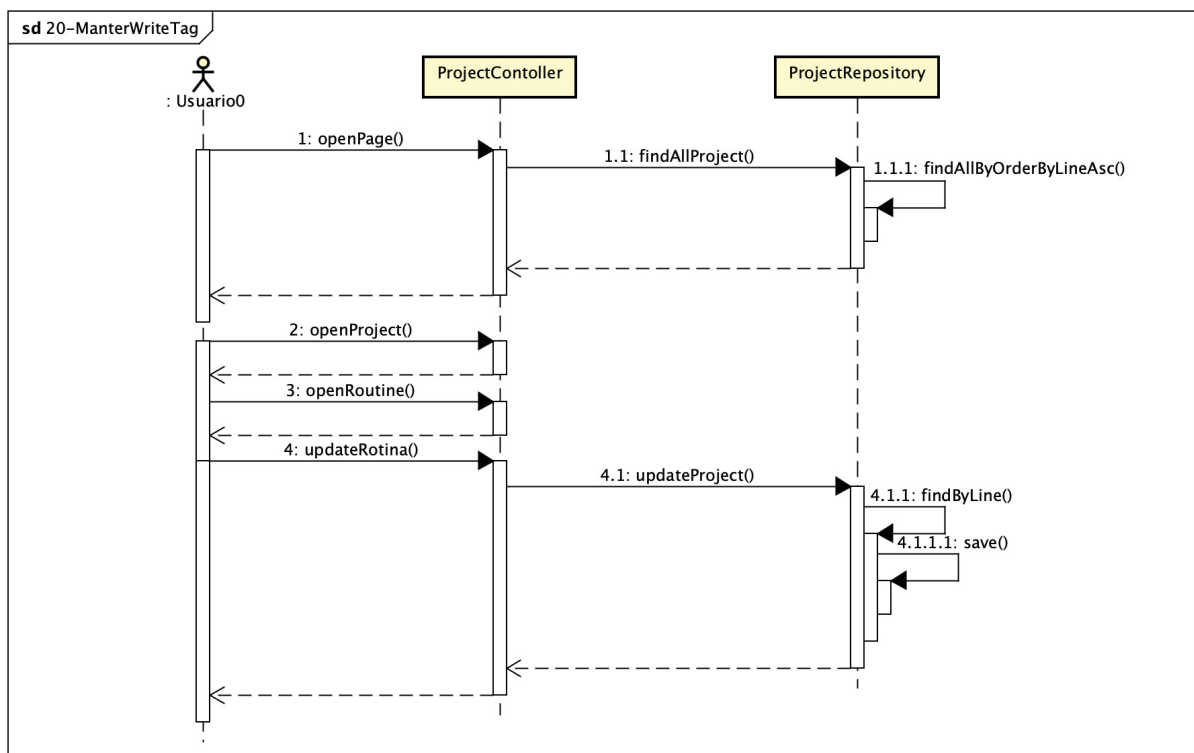 sd 20-ManterWriteTag
: Usuario0
ProjectContoller
ProjectRepository
1: openPage()
1.1: findAllProject()
1.1.1: findAllByOrderByLineAsc()
2: openProject()
3: openRoutine()
4: updateRotina()
4.1: updateProject()
4.1.1: findByLine()
4.1.1.1: save()